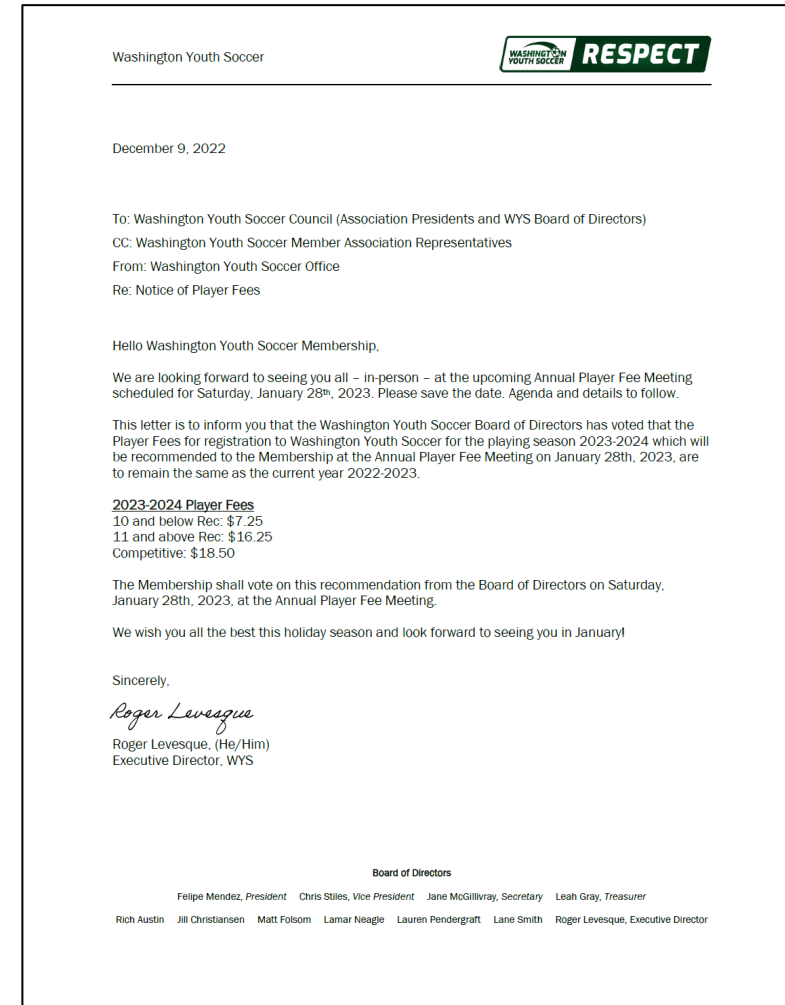 Washington Youth Soccer
WASHINGTON
YOUTH SOCCER
RESPECT
December 9, 2022
To: Washington Youth Soccer Council (Association Presidents and WYS Board of Directors)
CC: Washington Youth Soccer Member Association Representatives
From: Washington Youth Soccer Office
Re: Notice of Player Fees
Hello Washington Youth Soccer Membership,
We are looking forward to seeing you all – in-person – at the upcoming Annual Player Fee Meeting
scheduled for Saturday, January 28th, 2023. Please save the date. Agenda and details to follow.
This letter is to inform you that the Washington Youth Soccer Board of Directors has voted that the
Player Fees for registration to Washington Youth Soccer for the playing season 2023-2024 which will
be recommended to the Membership at the Annual Player Fee Meeting on January 28th, 2023, are
to remain the same as the current year 2022-2023.
2023-2024 Player Fees
10 and below Rec: $7.25
11 and above Rec: $16.25
Competitive: $18.50
The Membership shall vote on this recommendation from the Board of Directors on Saturday,
January 28th, 2023, at the Annual Player Fee Meeting.
We wish you all the best this holiday season and look forward to seeing you in January!
Sincerely,
Roger Levesque
Roger Levesque, (He/Him)
Executive Director, WYS
Board of Directors
Felipe Mendez, President Chris Stiles, Vice President Jane McGillivray, Secretary Leah Gray, Treasurer
Rich Austin Jill Christiansen Matt Folsom Lamar Neagle Lauren Pendergraft Lane Smith Roger Levesque, Executive Director